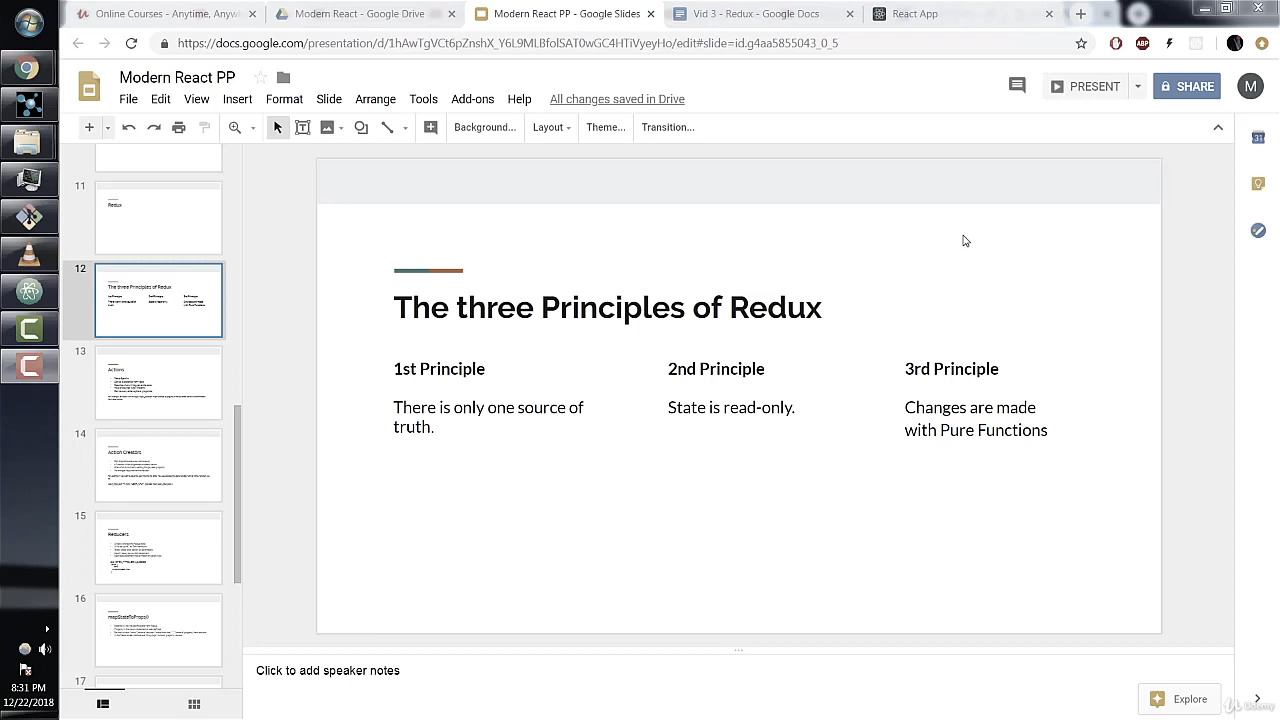 Online Courses - Anytime, Anyw
Modern React - Google Drive
Modern React PP - Google Slides
Vid 3 - Redux - Google Docs
React App
https://docs.google.com/presentation/d/
/edit#slide=id.g4aa5855043_0_5
ABP
Modern React PP
File Edit View Insert Format Slide Arrange Tools Add-ons Help All changes saved in Drive
PRESENT
SHARE
M
Background... Layout Theme... Transition...
31
11
Redux
12
The three Principles of Redux
13
Actions
14
Action Creators
15
Reducers
16
mapStateToProps()
17
The three Principles of Redux
1st Principle
There is only one source of
truth.
2nd Principle
State is read-only.
3rd Principle
Changes are made
with Pure Functions
Click to add speaker notes
Explore
8:31 PM
12/22/2018
Udemy